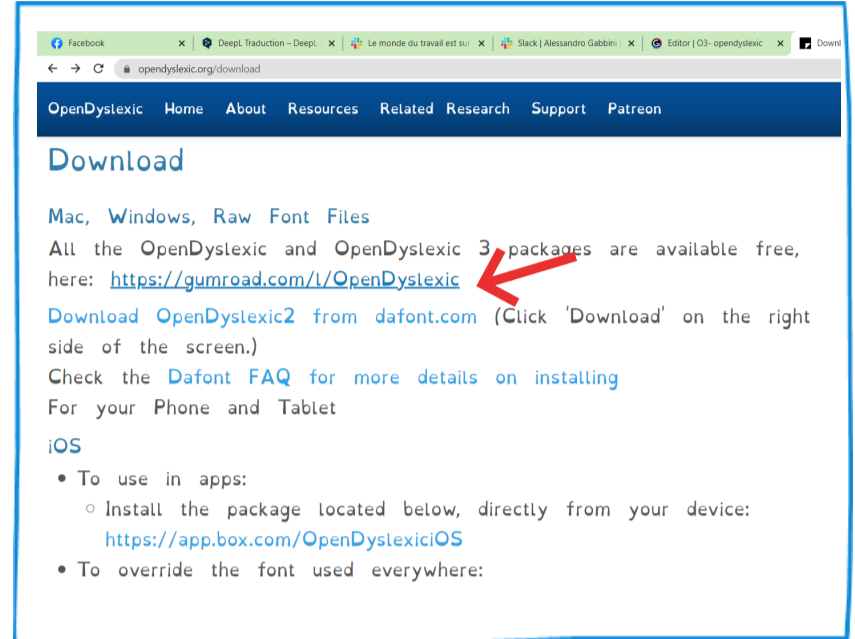 Facebook
DeepL Traduction – DeepL T
Le monde du travail est sur
Slack | Alessandro Gabbini |
Editor | O3- opendyslexic
Downl
opendyslexic.org/download
OpenDyslexic Home About Resources Related Research Support Patreon
Download
Mac, Windows, Raw Font Files
All the OpenDyslexic and OpenDyslexic 3 packages are available free,
here: https://gumroad.com/l/OpenDyslexic
Download OpenDyslexic2 from dafont.com (Click 'Download' on the right
side of the screen.)
Check the Dafont FAQ for more details on installing
For your Phone and Tablet
iOS
• To use in apps:
○ Install the package located below, directly from your device:
https://app.box.com/OpenDyslexiciOS
• To override the font used everywhere: